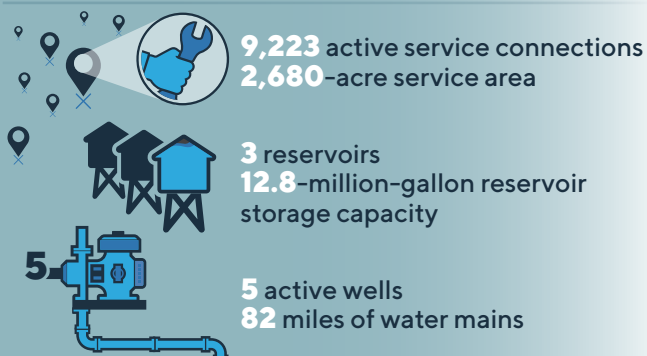 9,223 active service connections
2,680-acre service area
3 reservoirs
12.8-million-gallon reservoir
storage capacity
5
5 active wells
82 miles of water mains